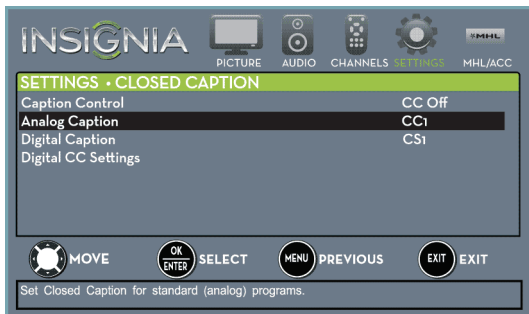 INSIGNIA
PICTURE AUDIO CHANNELS SETTINGS MHL/ACC
MHL
SETTINGS • CLOSED CAPTION
Caption Control CC Off
Analog Caption CC1
Digital Caption CS1
Digital CC Settings
MOVE OK ENTER SELECT MENU PREVIOUS EXIT EXIT
Set Closed Caption for standard (analog) programs.